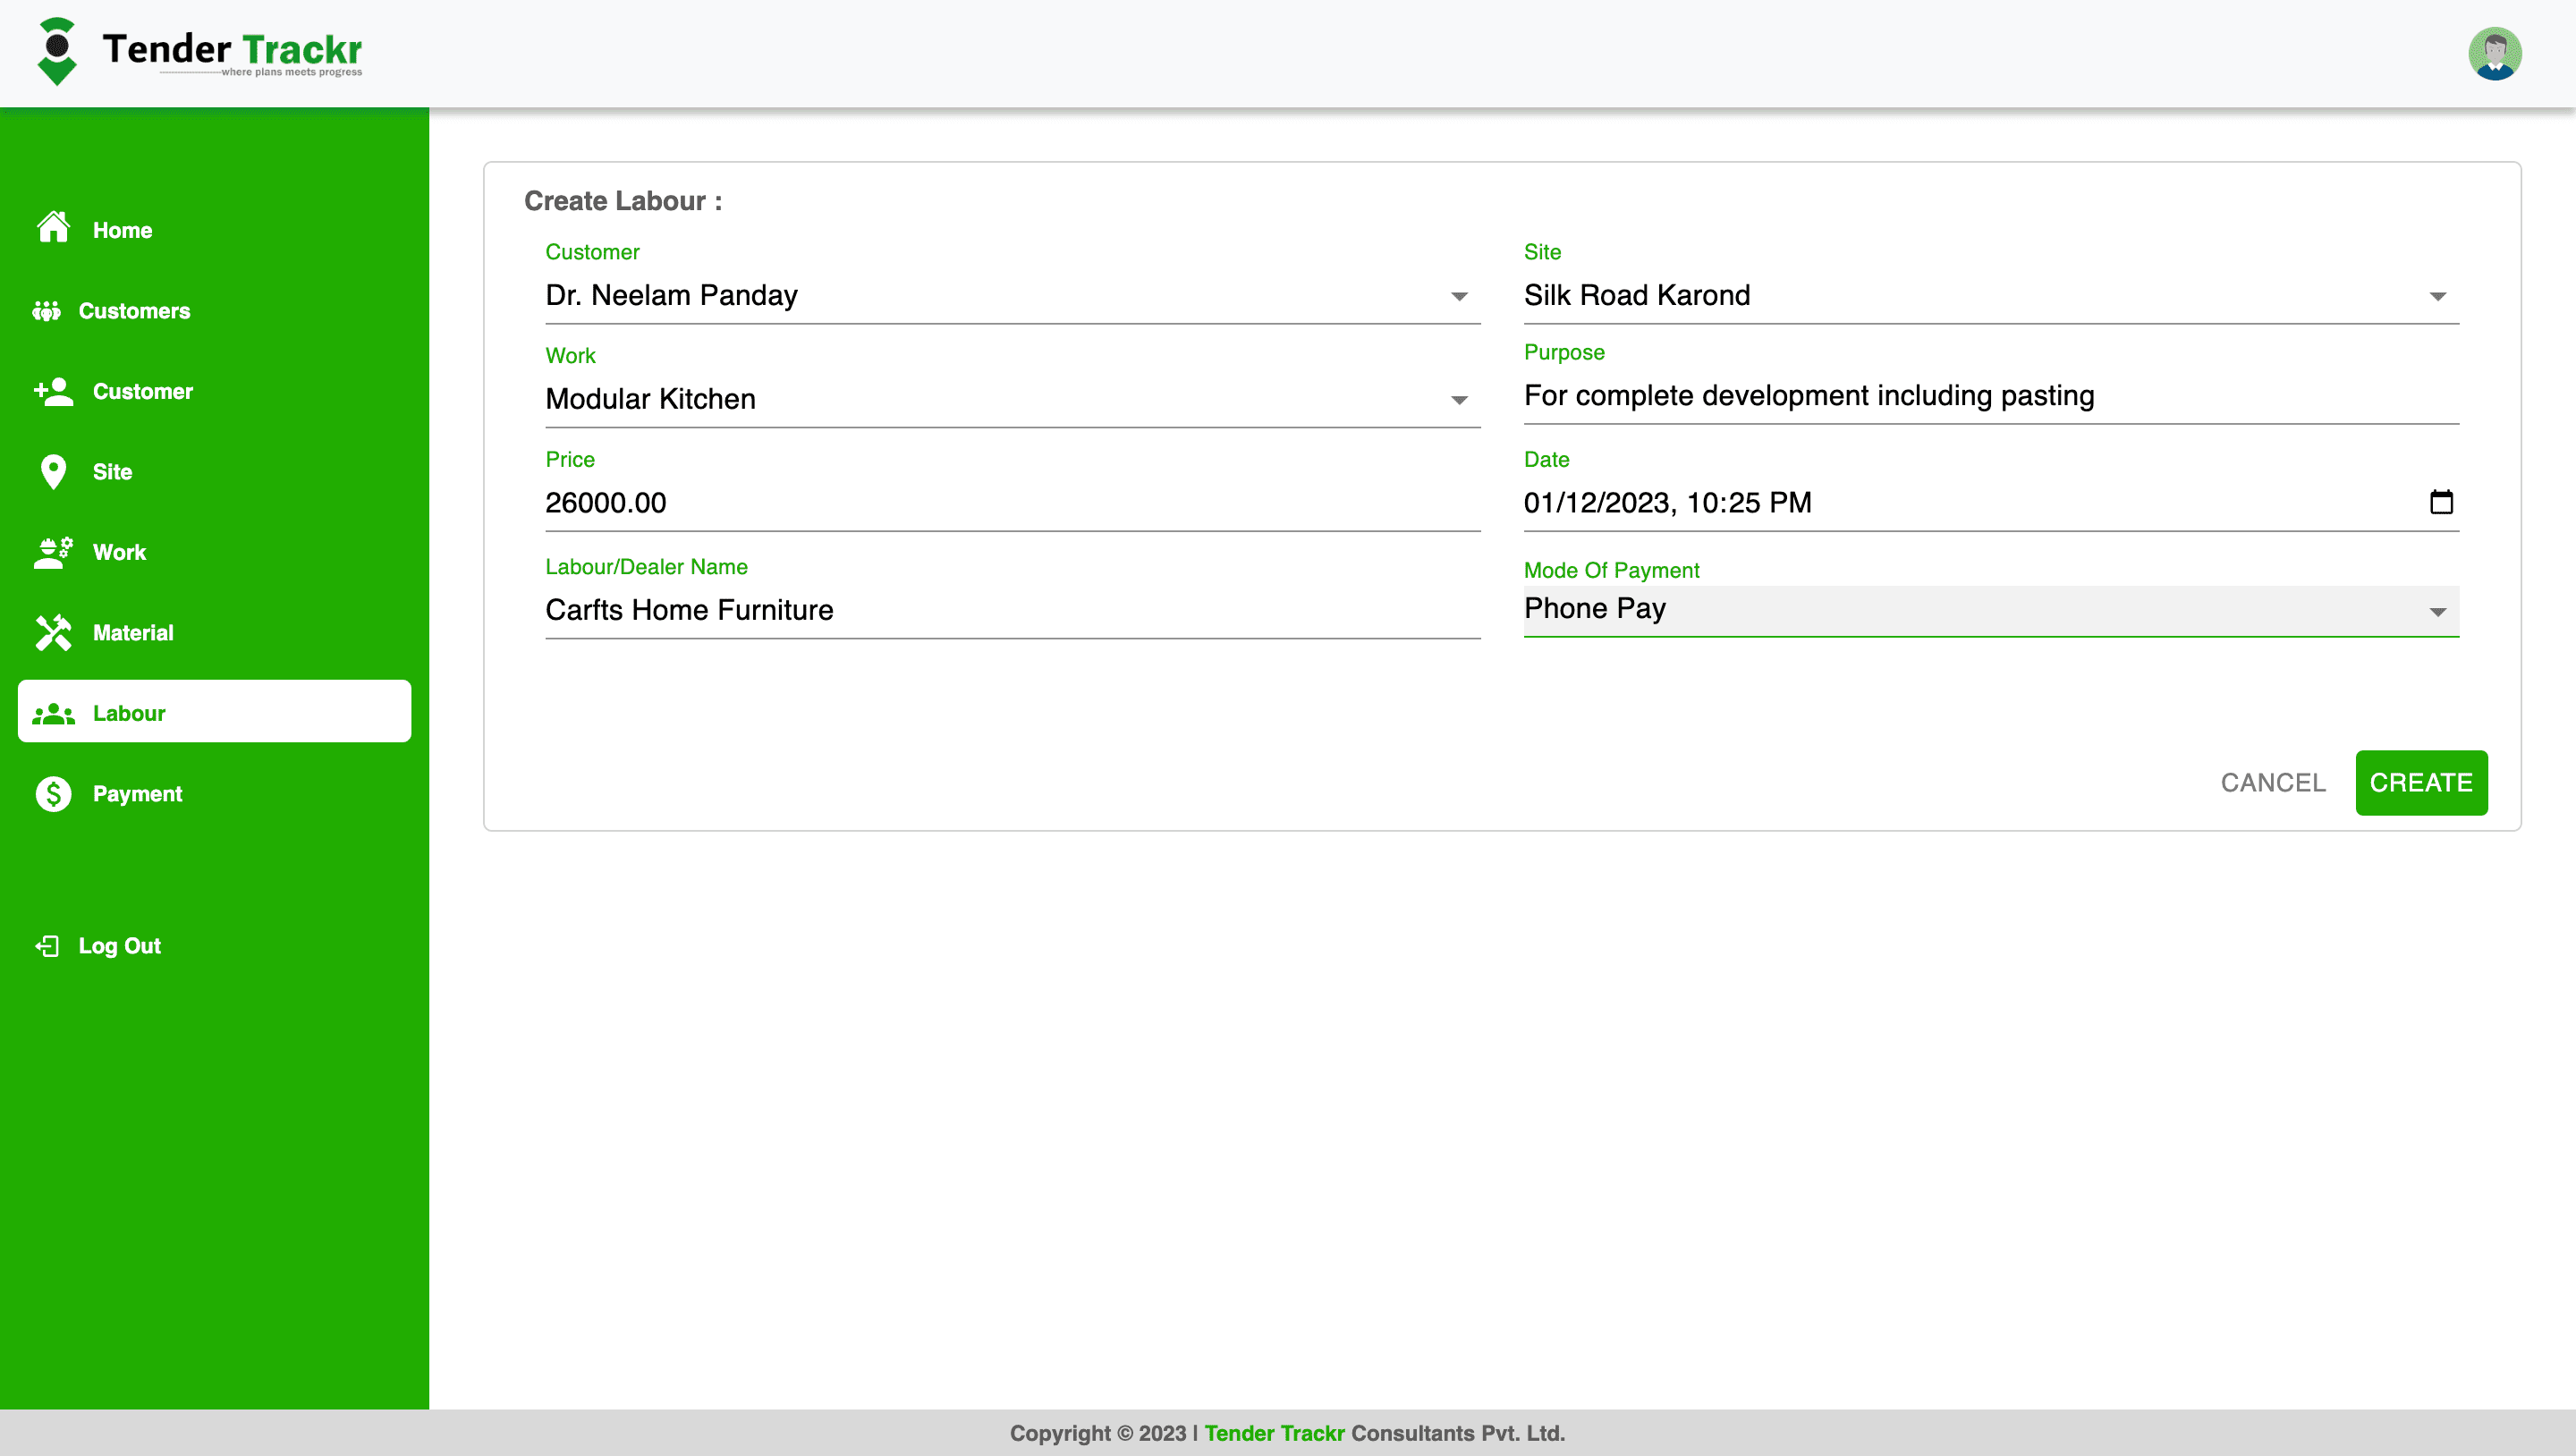 Tender Trackr
where plans meets progress
Home
Customers
Customer
Site
Work
Material
Labour
Payment
Log Out
Create Labour :
Customer
Dr. Neelam Panday
Site
Silk Road Karond
Work
Modular Kitchen
Purpose
For complete development including pasting
Price
26000.00
Date
01/12/2023, 10:25 PM
Labour/Dealer Name
Carfts Home Furniture
Mode Of Payment
Phone Pay
CANCEL
CREATE
Copyright © 2023 | Tender Trackr Consultants Pvt. Ltd.